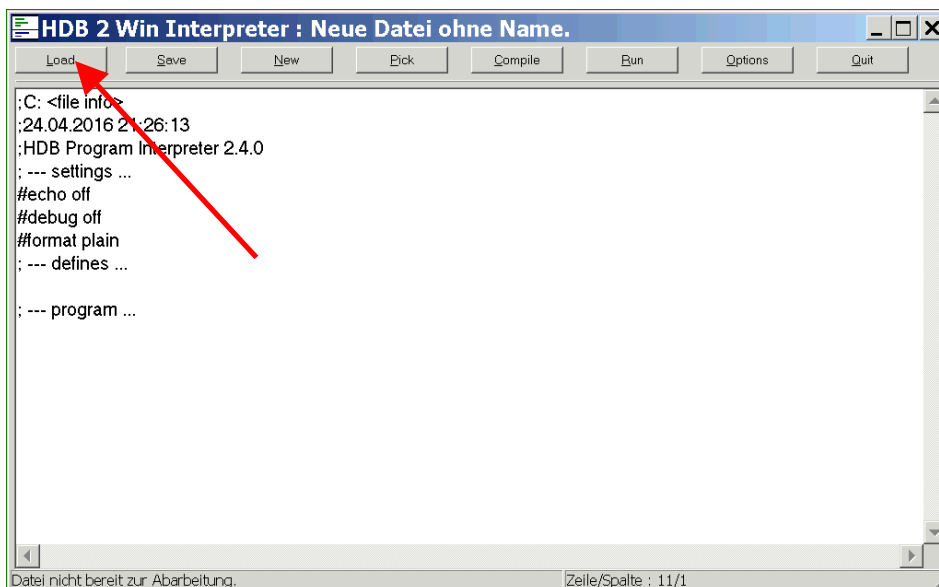 HDB 2 Win Interpreter : Neue Datei ohne Name.
Load Save New Pick Compile Run Options Quit
;C: <file info>
;24.04.2016 21:26:13
;HDB Program Interpreter 2.4.0
; --- settings ...
#echo off
#debug off
#format plain
; --- defines ...
; --- program ...
Datei nicht bereit zur Abarbeitung. Zeile/Spalte : 11/1